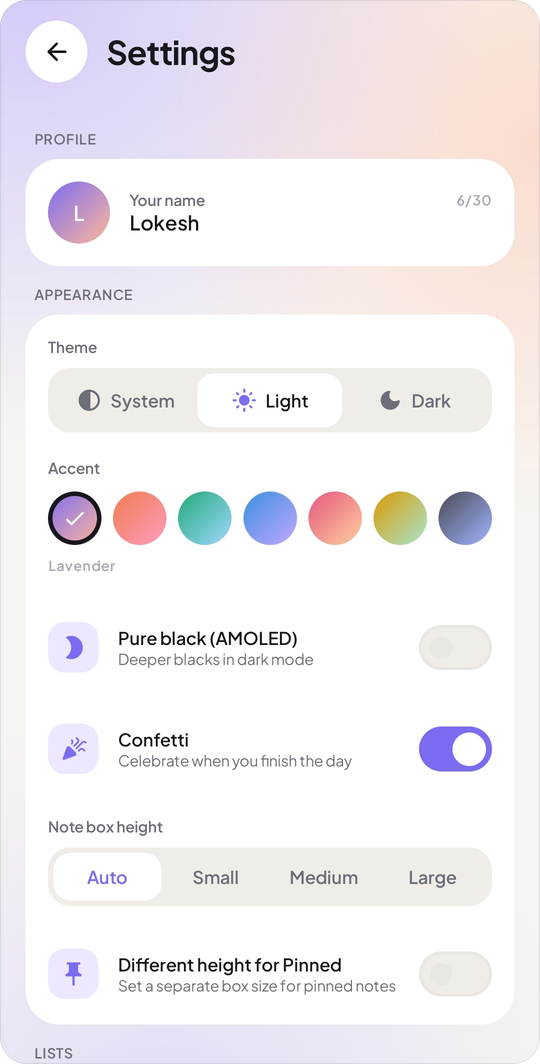 Settings
PROFILE
L
Your name
6/30
Lokesh
APPEARANCE
Theme
System
Light
Dark
Accent
Lavender
Pure black (AMOLED)
Deeper blacks in dark mode
Confetti
Celebrate when you finish the day
Note box height
Auto
Small
Medium
Large
Different height for Pinned
Set a separate box size for pinned notes
LISTS